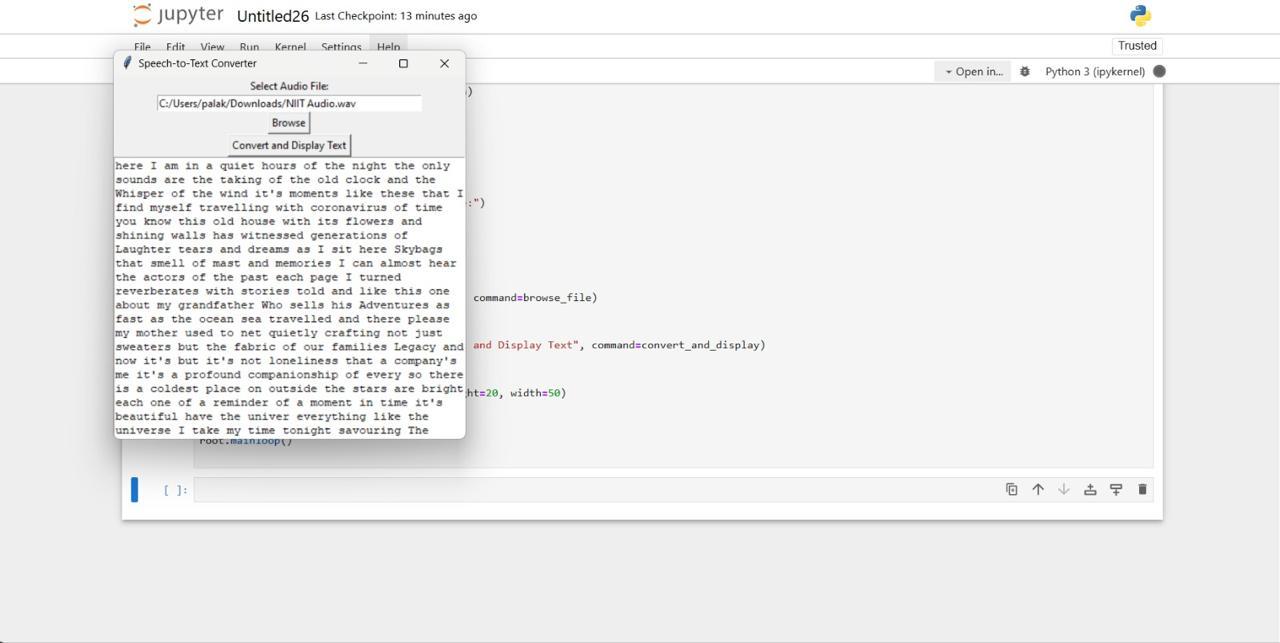 jupyter Untitled26 Last Checkpoint: 13 minutes ago
File Edit View Run Kernel Settings Help
Trusted
Open in... Python 3 (ipykernel)
Speech-to-Text Converter
Select Audio File:
C:/Users/palak/Downloads/NIIT Audio.wav
Browse
Convert and Display Text
here I am in a quiet hours of the night the only
sounds are the taking of the old clock and the
Whisper of the wind it's moments like these that I
find myself travelling with coronavirus of time
you know this old house with its flowers and
shining walls has witnessed generations of
Laughter tears and dreams as I sit here Skybags
that smell of mast and memories I can almost hear
the actors of the past each page I turned
reverberates with stories told and like this one
about my grandfather Who sells his Adventures as
fast as the ocean sea travelled and there please
my mother used to net quietly crafting not just
sweaters but the fabric of our families Legacy and
now it's but it's not loneliness that a company's
me it's a profound companionship of every so there
is a coldest place on outside the stars are bright
each one of a reminder of a moment in time it's
beautiful have the univer everything like the
universe I take my time tonight savouring The
)
:")
command=browse_file)
and Display Text", command=convert_and_display)
ht=20, width=50)
root.mainloop()
[ ]: